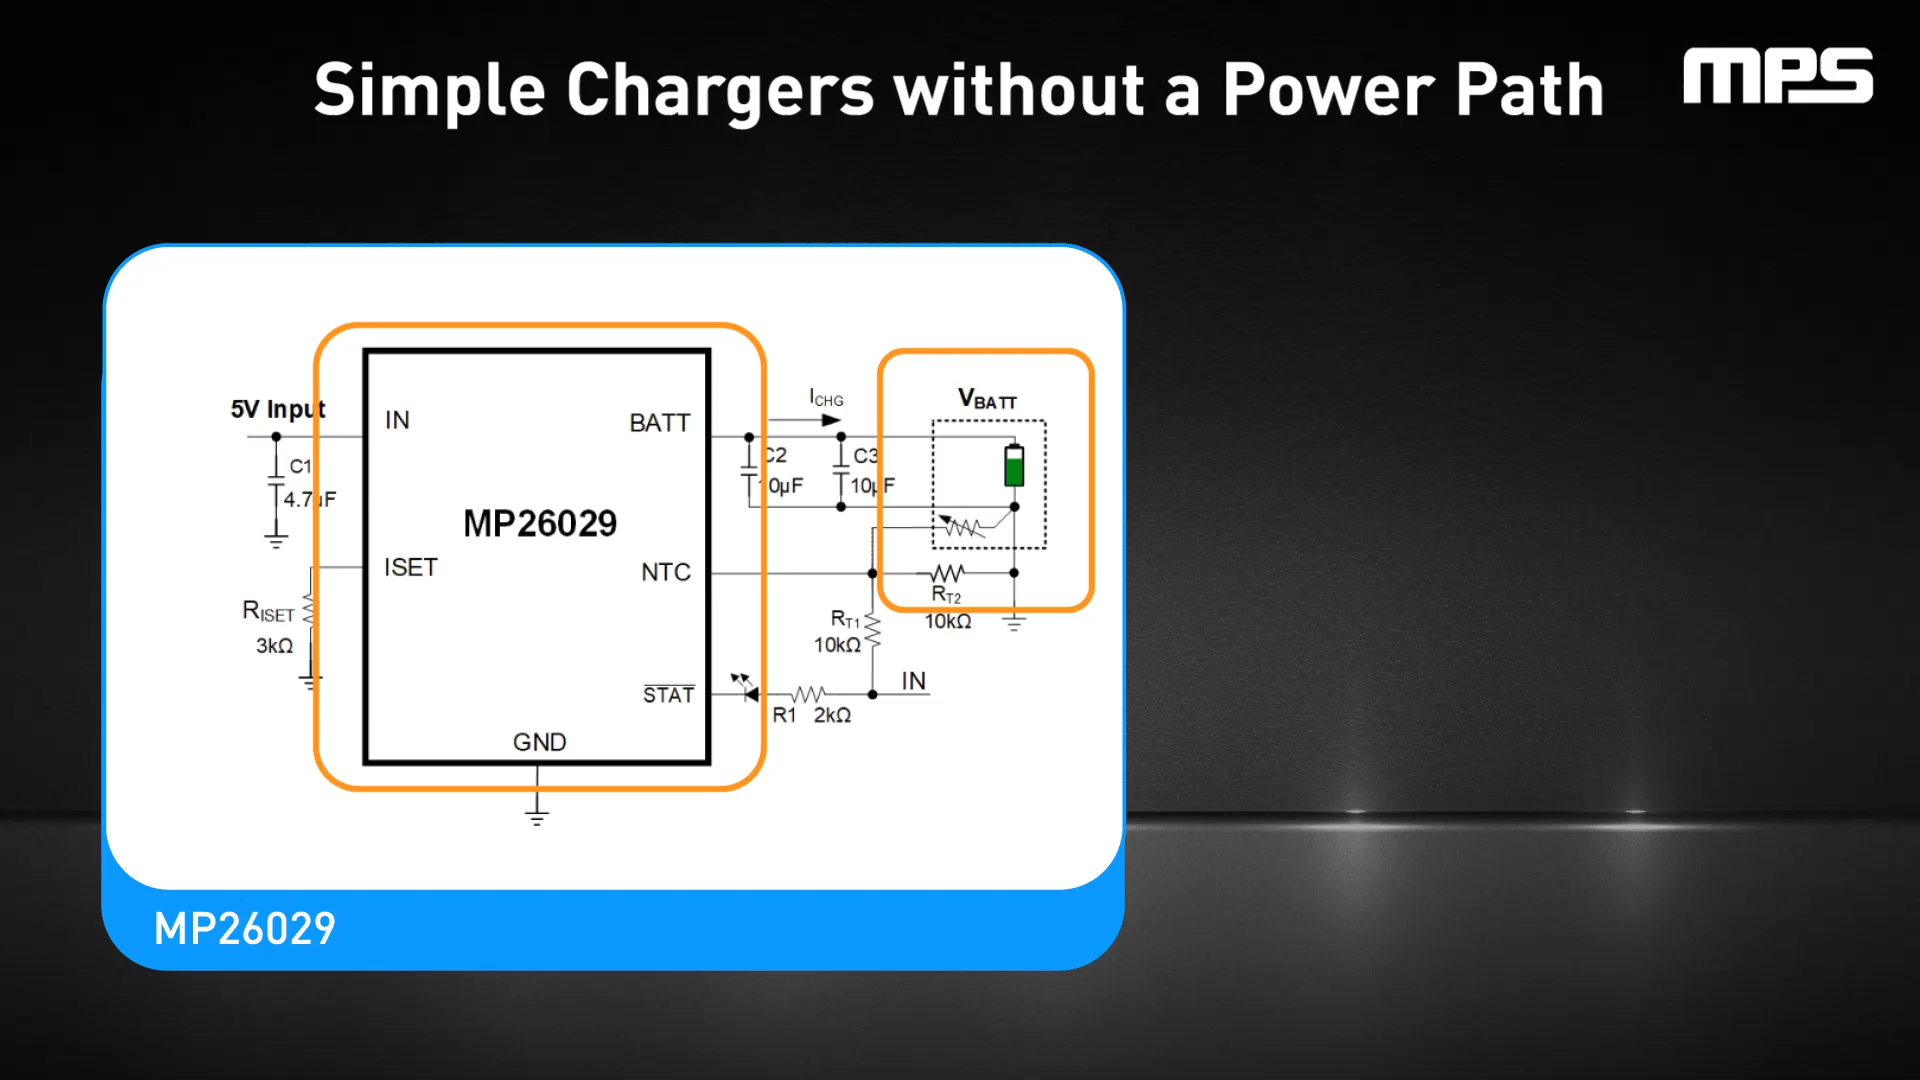 Simple Chargers without a Power Path
MPS
5V Input
IN
BATT
ICHG
VBATT
C1
4.7µF
C2
10µF
C3
10µF
MP26029
ISET
NTC
RISET
3kΩ
RT2
10kΩ
RT1
10kΩ
STAT
IN
R1 2kΩ
GND
MP26029